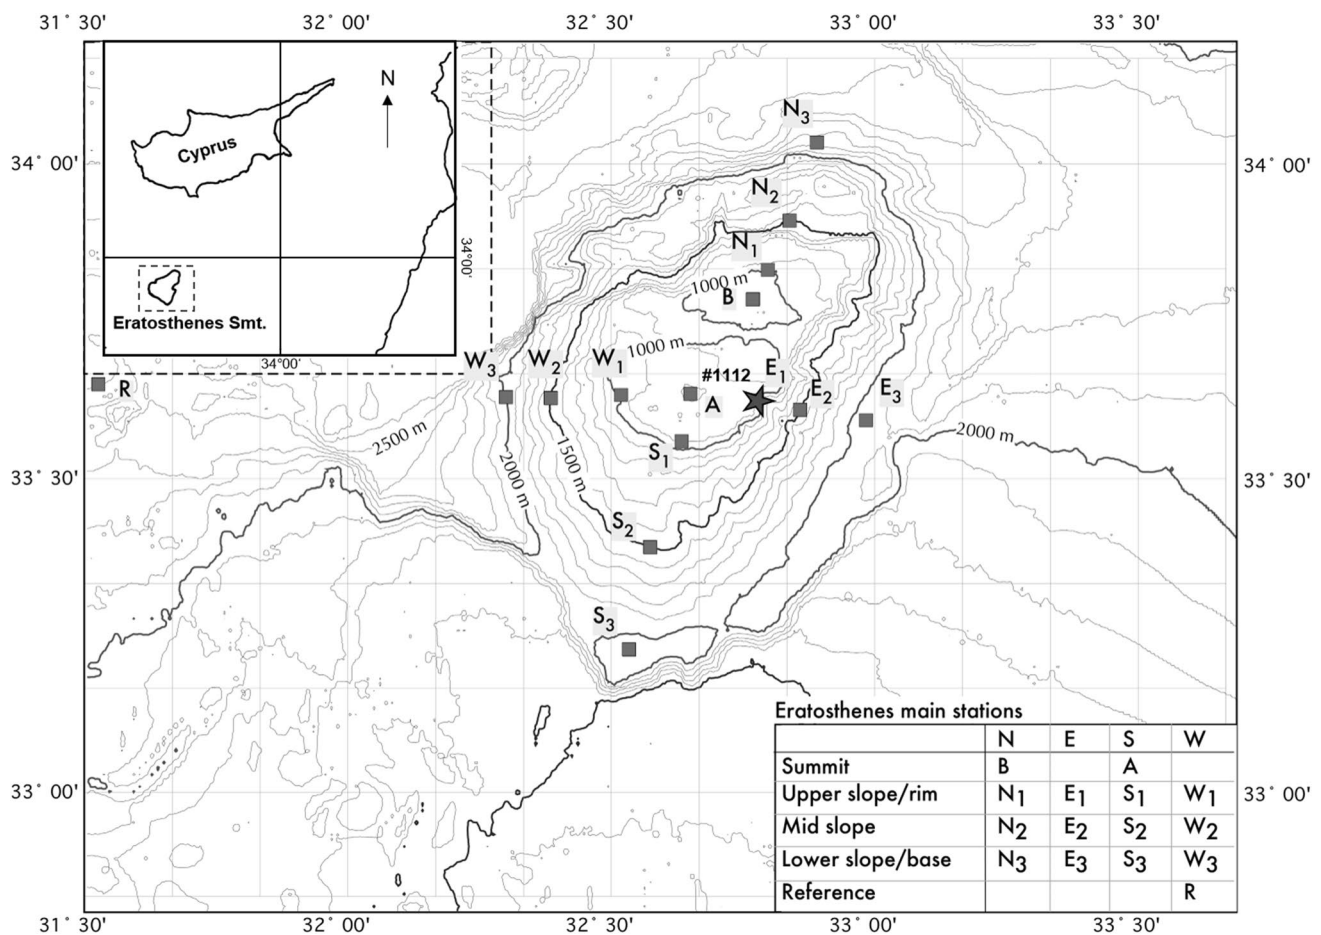 31° 30'
32° 00'
32° 30'
33° 00'
33° 30'
N
Cyprus
34°00'
Eratosthenes Smt.
34°00'
N3
34° 00'
34° 00'
N2
N1
1000 m
B
1000 m
W3
W2
W1
#1112
E1
R
A
E2
E3
2500 m
S1
2000 m
1500 m
2000 m
33° 30'
33° 30'
S2
S3
Eratosthenes main stations
N E S W
Summit B A
Upper slope/rim N1 E1 S1 W1
Mid slope N2 E2 S2 W2
Lower slope/base N3 E3 S3 W3
Reference R
33° 00'
33° 00'
31° 30'
32° 00'
32° 30'
33° 00'
33° 30'